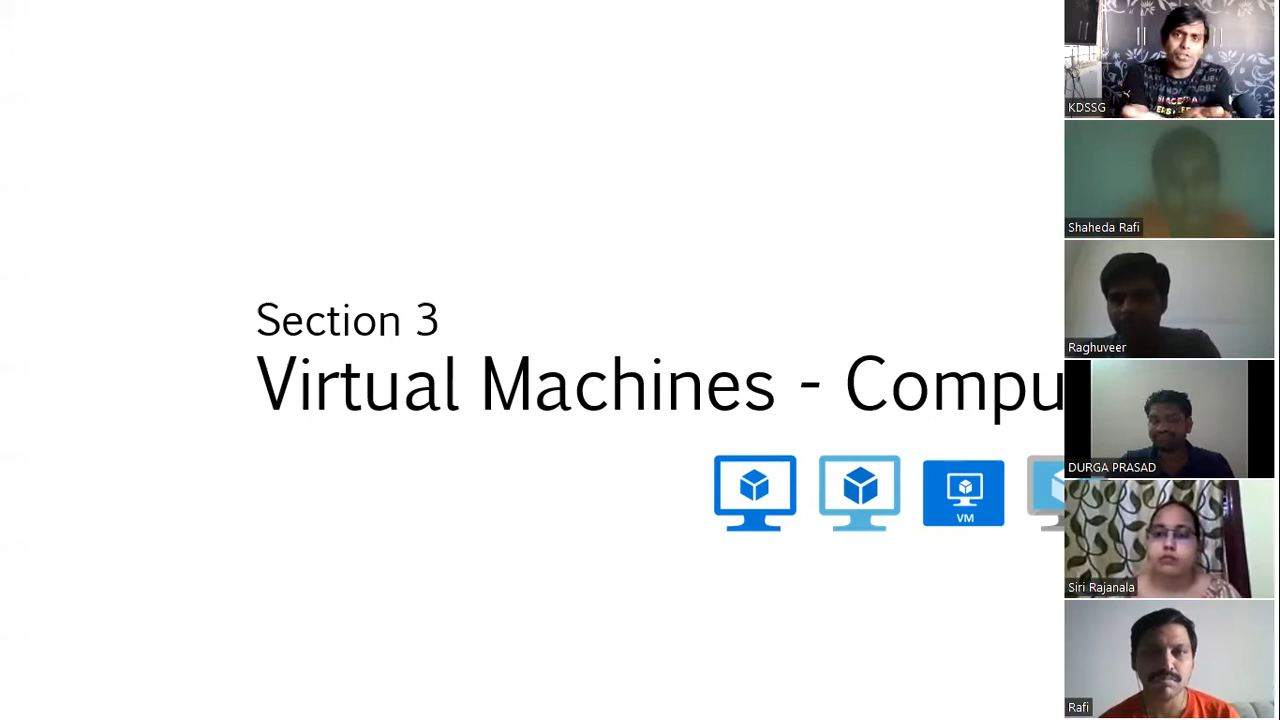 Section 3
Virtual Machines - Compu
VM
KDSSG
Shaheda Rafi
Raghuveer
DURGA PRASAD
Siri Rajanala
Rafi